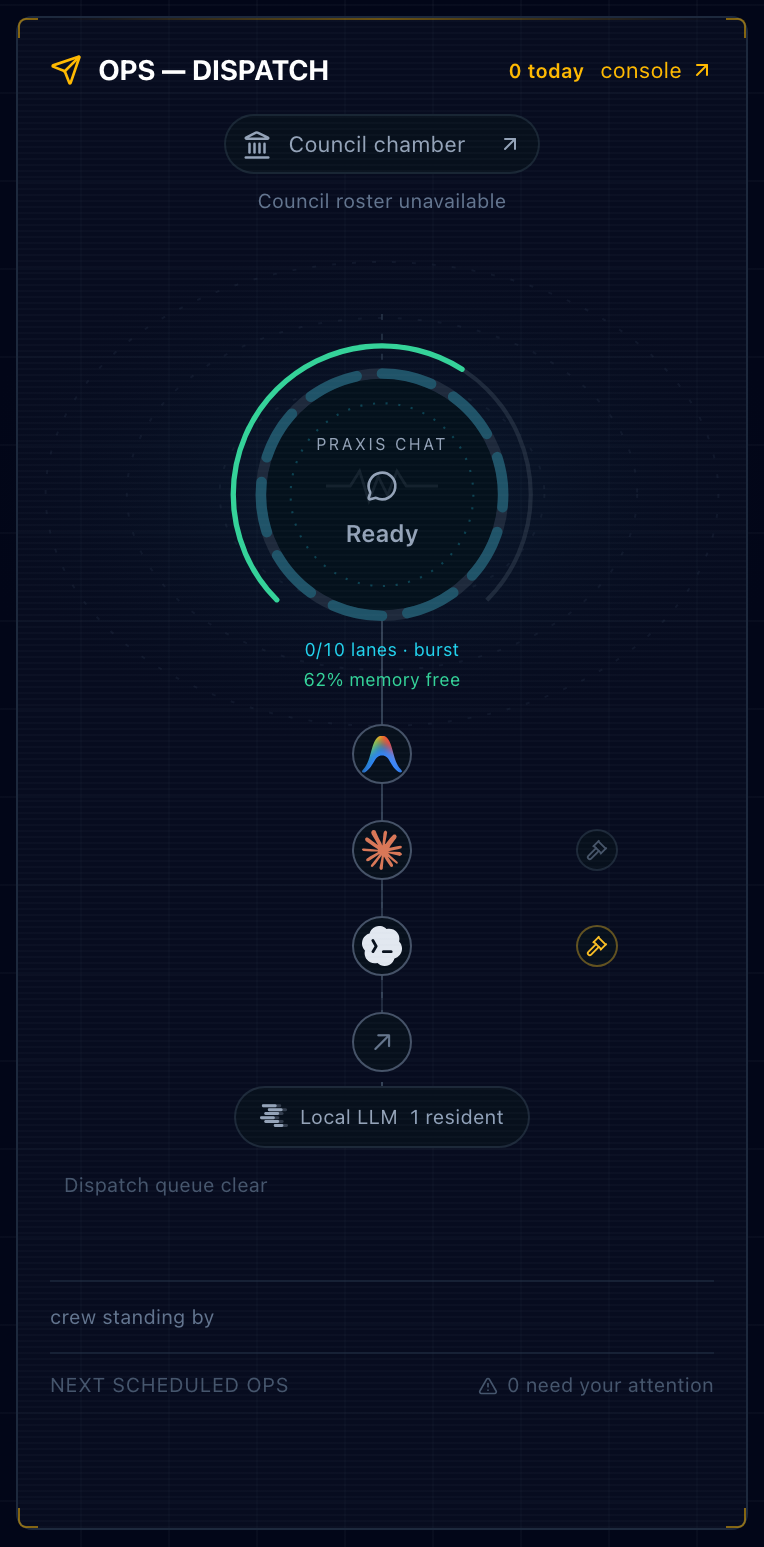 OPS — DISPATCH
0 today console
Council chamber
Council roster unavailable
PRAXIS CHAT
Ready
0/10 lanes · burst
62% memory free
Local LLM 1 resident
Dispatch queue clear
crew standing by
NEXT SCHEDULED OPS
0 need your attention